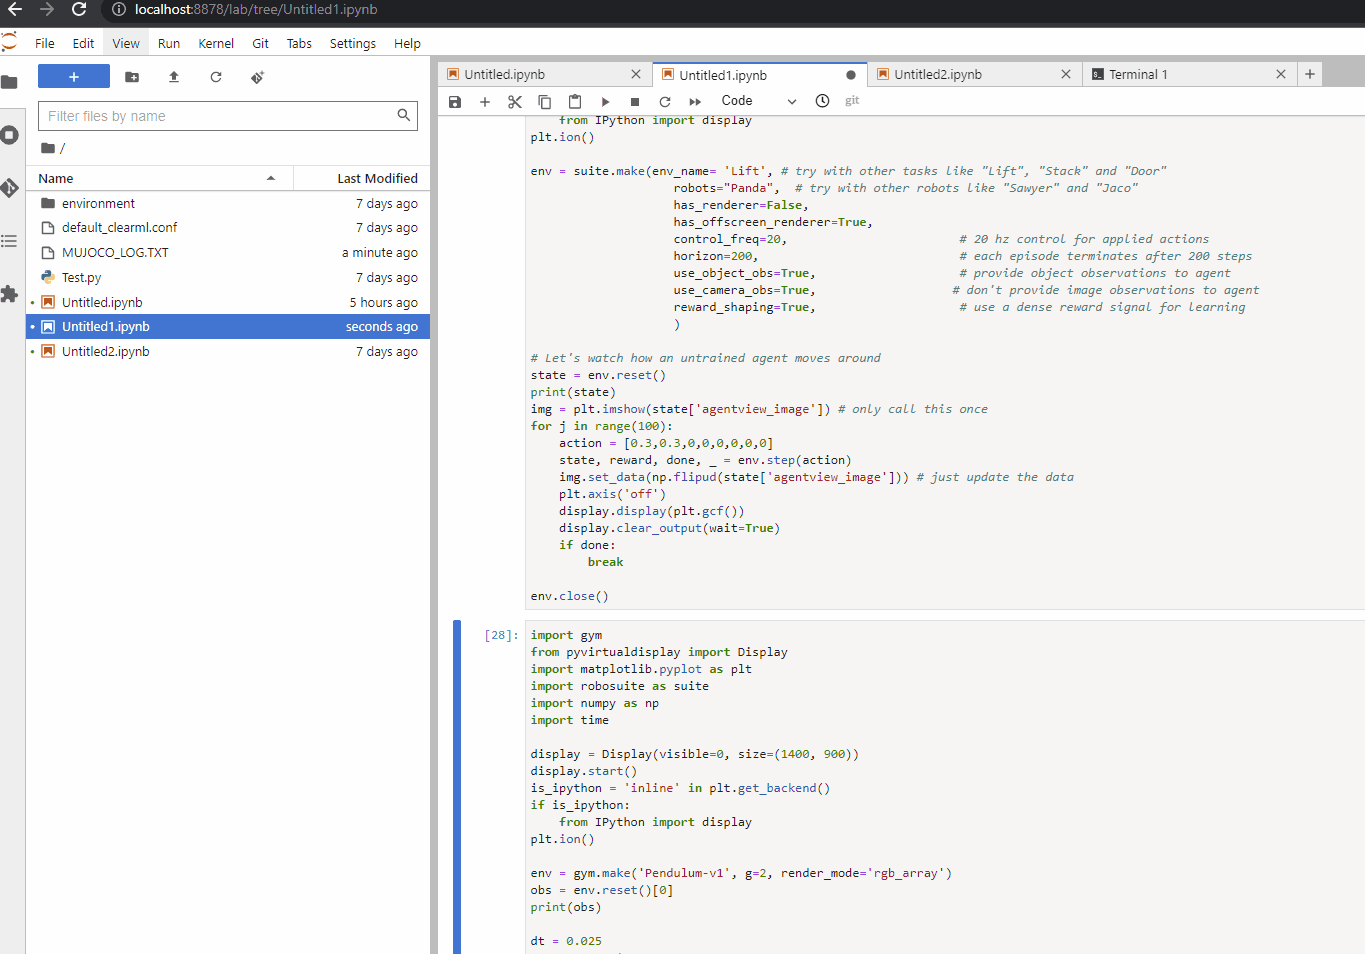 localhost:8878/lab/tree/Untitled1.ipynb
File Edit View Run Kernel Git Tabs Settings Help
+
Filter files by name
/
Name Last Modified
environment 7 days ago
default_clearml.conf 7 days ago
MUJOCO_LOG.TXT a minute ago
Test.py 7 days ago
Untitled.ipynb 5 hours ago
Untitled1.ipynb seconds ago
Untitled2.ipynb 7 days ago
Untitled.ipynb Untitled1.ipynb Untitled2.ipynb Terminal 1
Code git
from IPython import display
plt.ion()
env = suite.make(env_name= 'Lift', # try with other tasks like "Lift", "Stack" and "Door"
robots="Panda", # try with other robots like "Sawyer" and "Jaco"
has_renderer=False,
has_offscreen_renderer=True,
control_freq=20, # 20 hz control for applied actions
horizon=200, # each episode terminates after 200 steps
use_object_obs=True, # provide object observations to agent
use_camera_obs=True, # don't provide image observations to agent
reward_shaping=True, # use a dense reward signal for learning
)
# Let's watch how an untrained agent moves around
state = env.reset()
print(state)
img = plt.imshow(state['agentview_image']) # only call this once
for j in range(100):
action = [0.3,0.3,0,0,0,0,0,0]
state, reward, done, _ = env.step(action)
img.set_data(np.flipud(state['agentview_image'])) # just update the data
plt.axis('off')
display.display(plt.gcf())
display.clear_output(wait=True)
if done:
break
env.close()
[28]:
import gym
from pyvirtualdisplay import Display
import matplotlib.pyplot as plt
import robosuite as suite
import numpy as np
import time
display = Display(visible=0, size=(1400, 900))
display.start()
is_ipython = 'inline' in plt.get_backend()
if is_ipython:
from IPython import display
plt.ion()
env = gym.make('Pendulum-v1', g=2, render_mode='rgb_array')
obs = env.reset()[0]
print(obs)
dt = 0.025